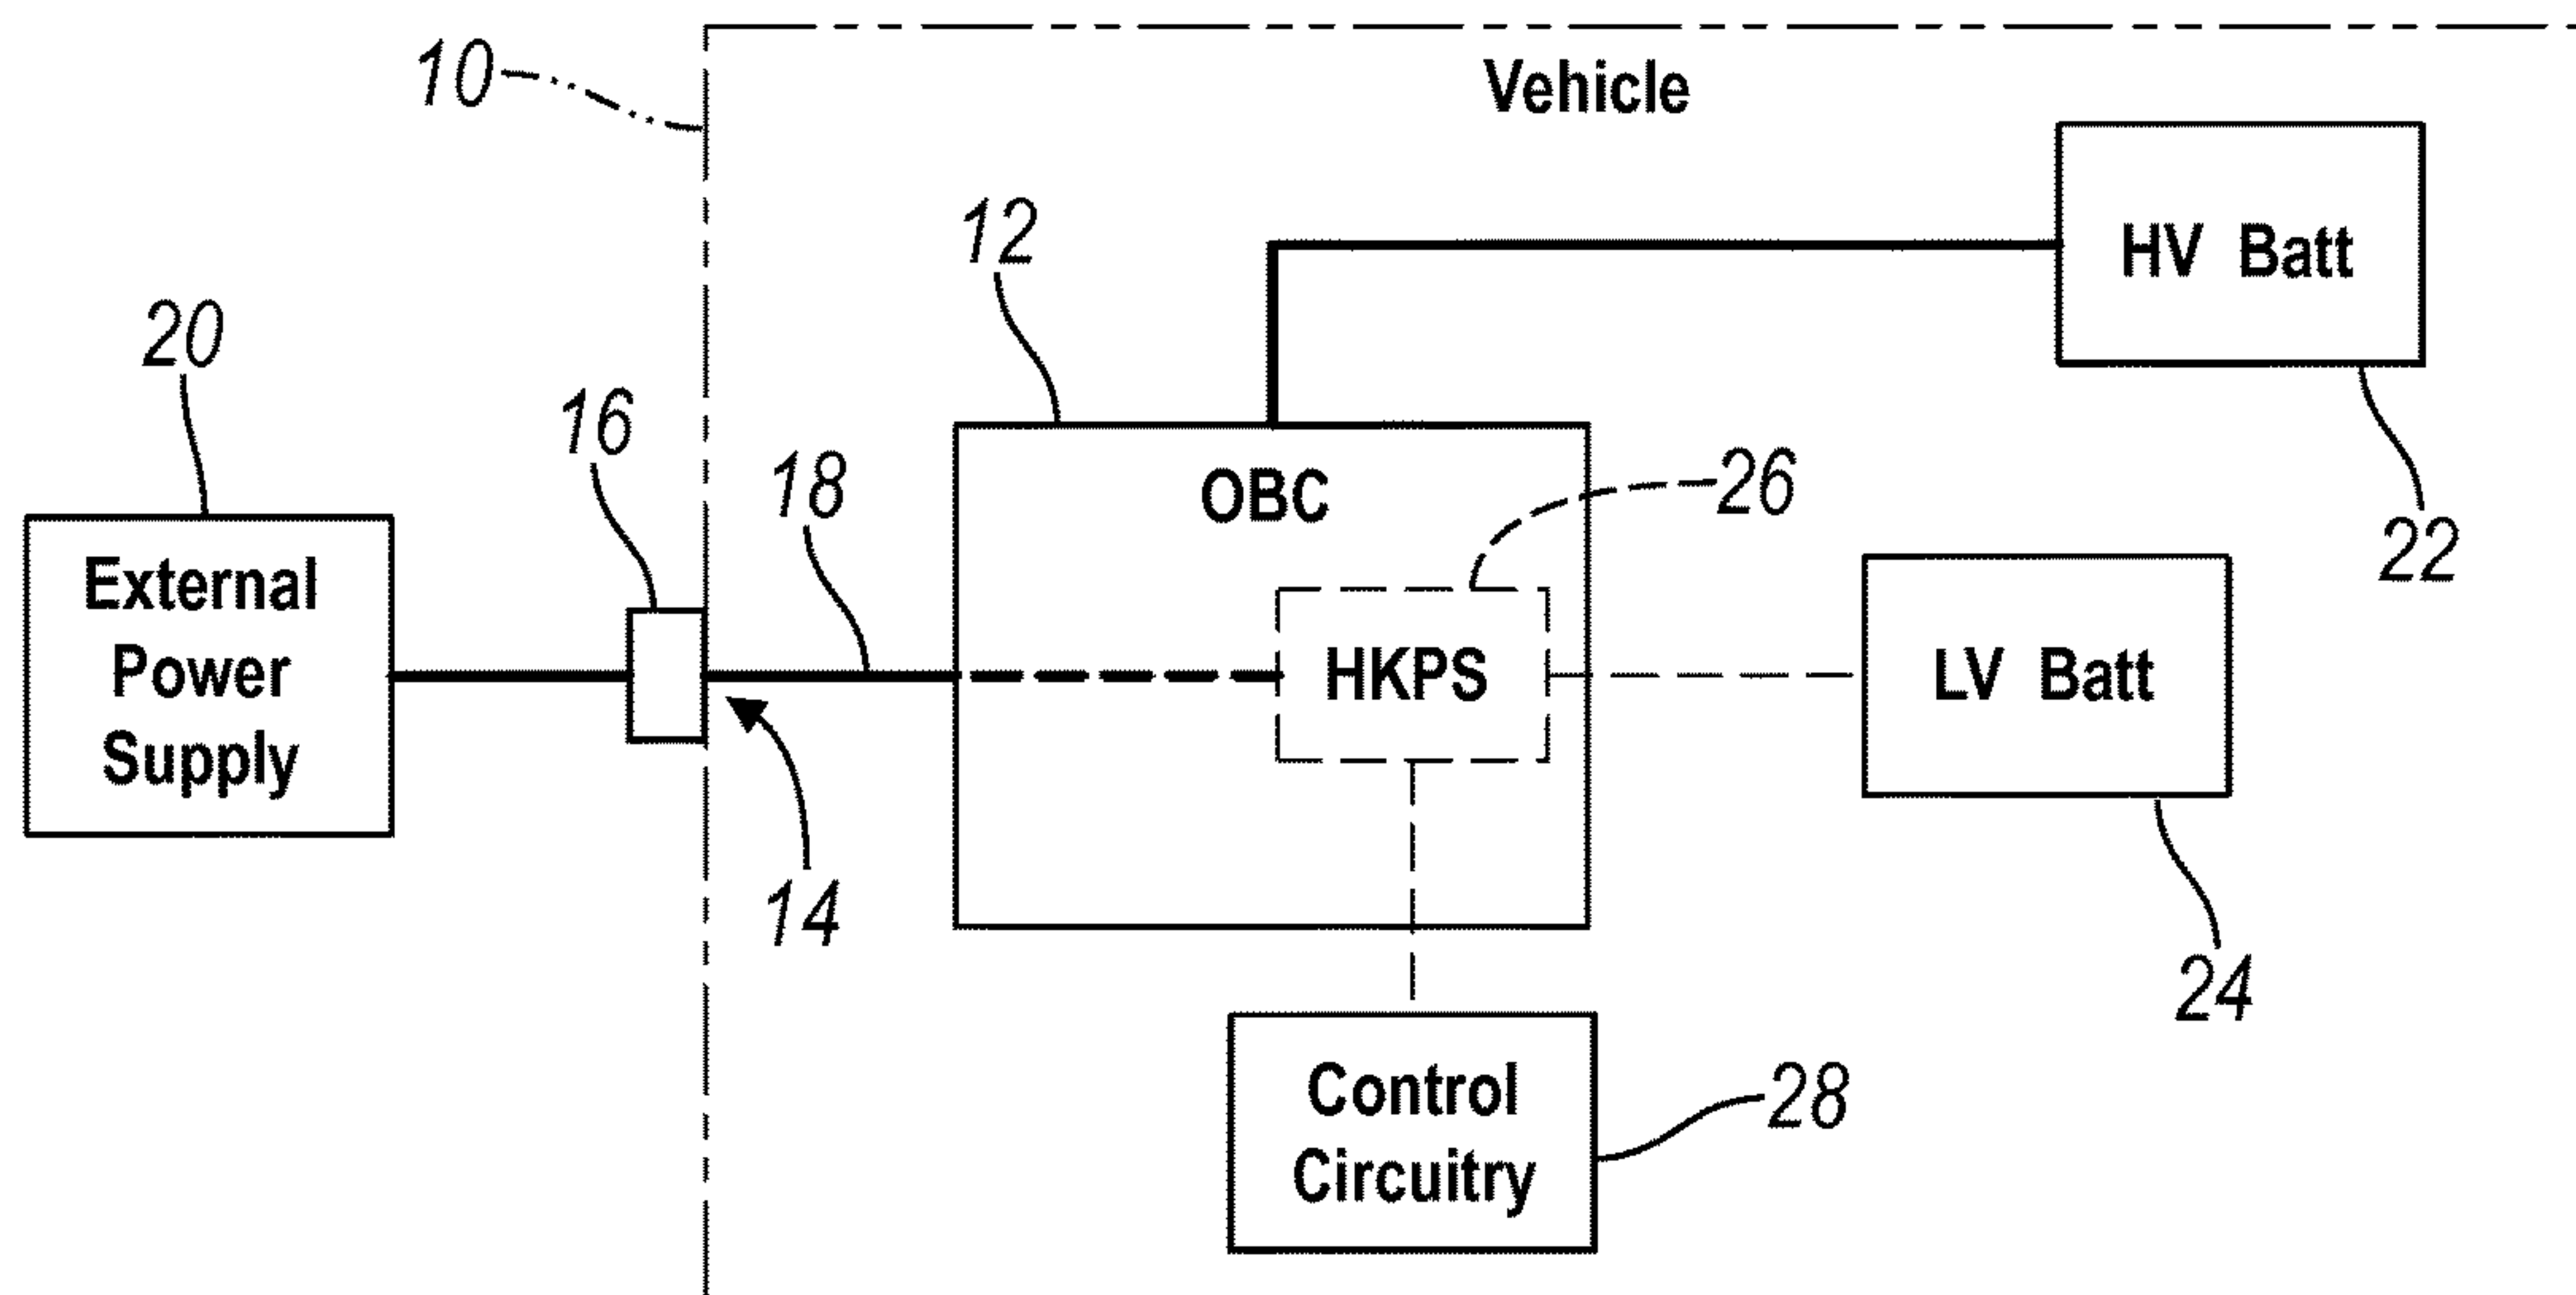 10
Vehicle
12
HV Batt
20
16
18
OBC
26
22
External
Power
Supply
HKPS
LV Batt
14
24
Control
Circuitry
28